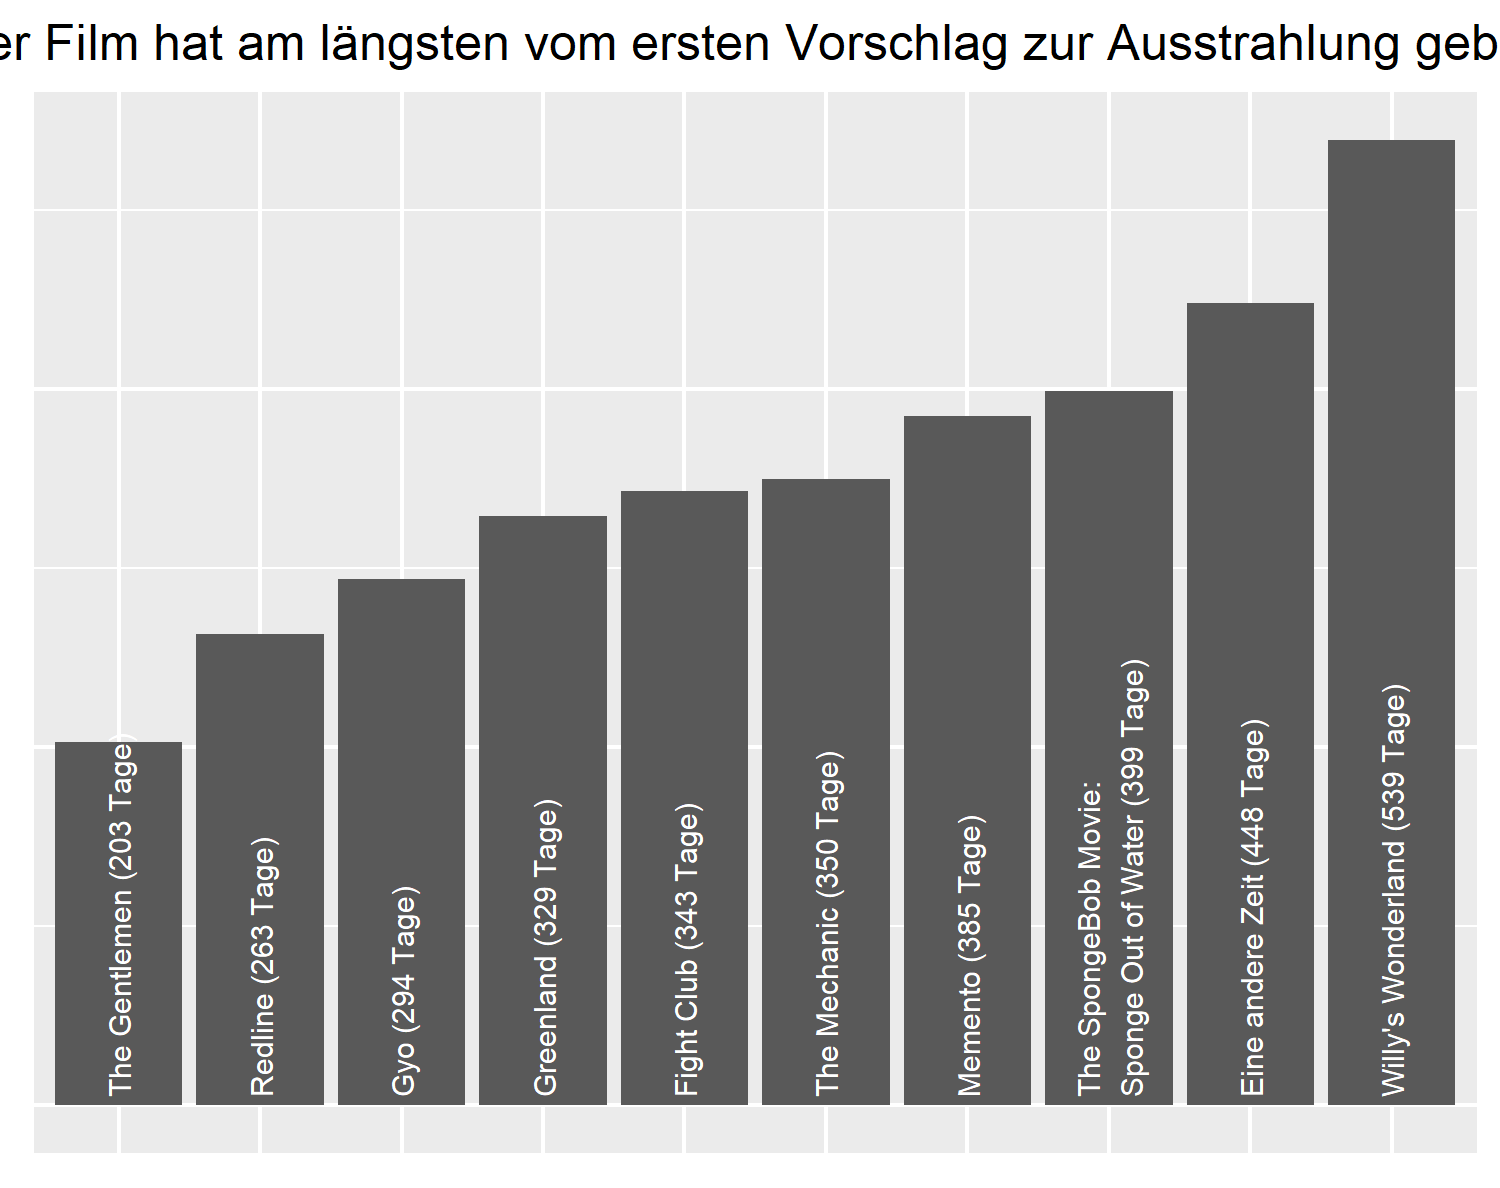 er Film hat am längsten vom ersten Vorschlag zur Ausstrahlung geb
The Gentlemen (203 Tage)
Redline (263 Tage)
Gyo (294 Tage)
Greenland (329 Tage)
Fight Club (343 Tage)
The Mechanic (350 Tage)
Memento (385 Tage)
The SpongeBob Movie:
Sponge Out of Water (399 Tage)
Eine andere Zeit (448 Tage)
Willy's Wonderland (539 Tage)